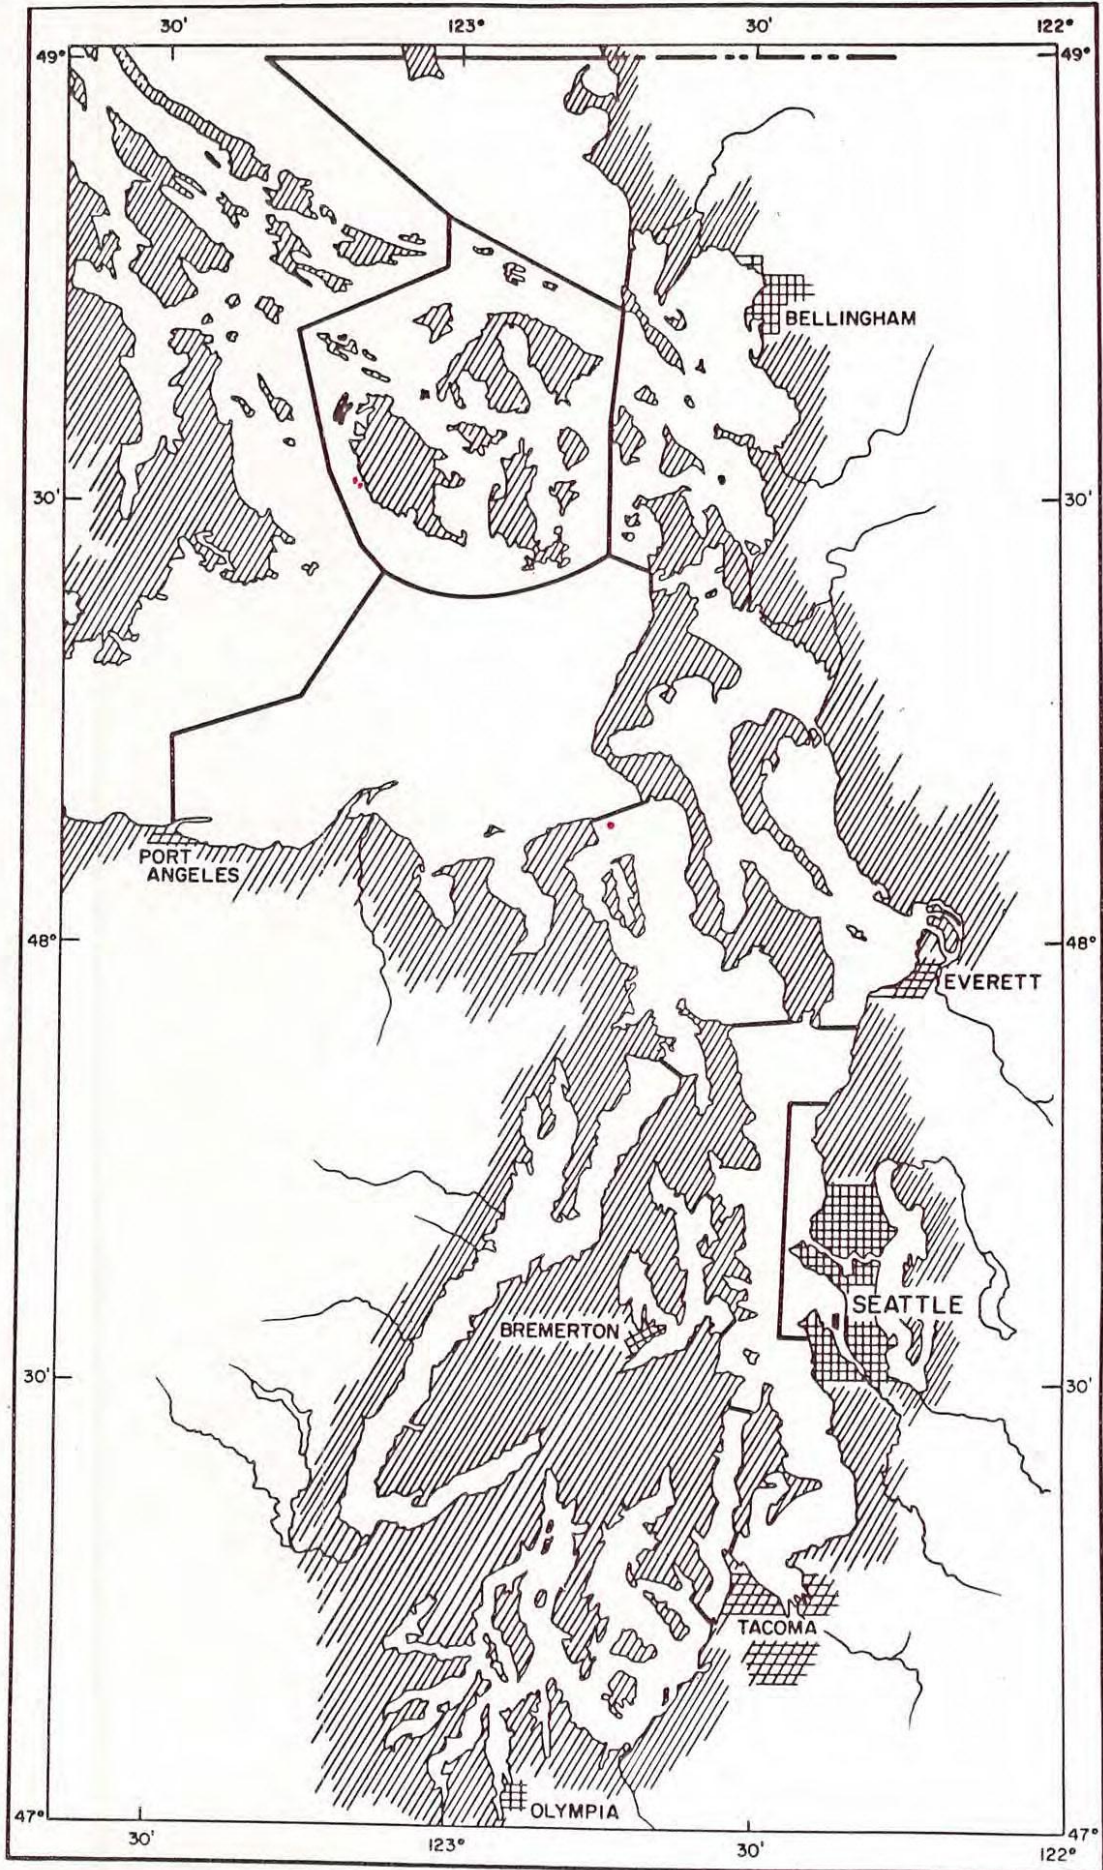 30' 123° 30' 122°
49° 49°
BELLINGHAM
30' 30'
PORT
ANGELES
48° 48°
EVERETT
SEATTLE
BREMERTON
30' 30'
TACOMA
OLYMPIA
47° 47°
30' 123° 30' 122°